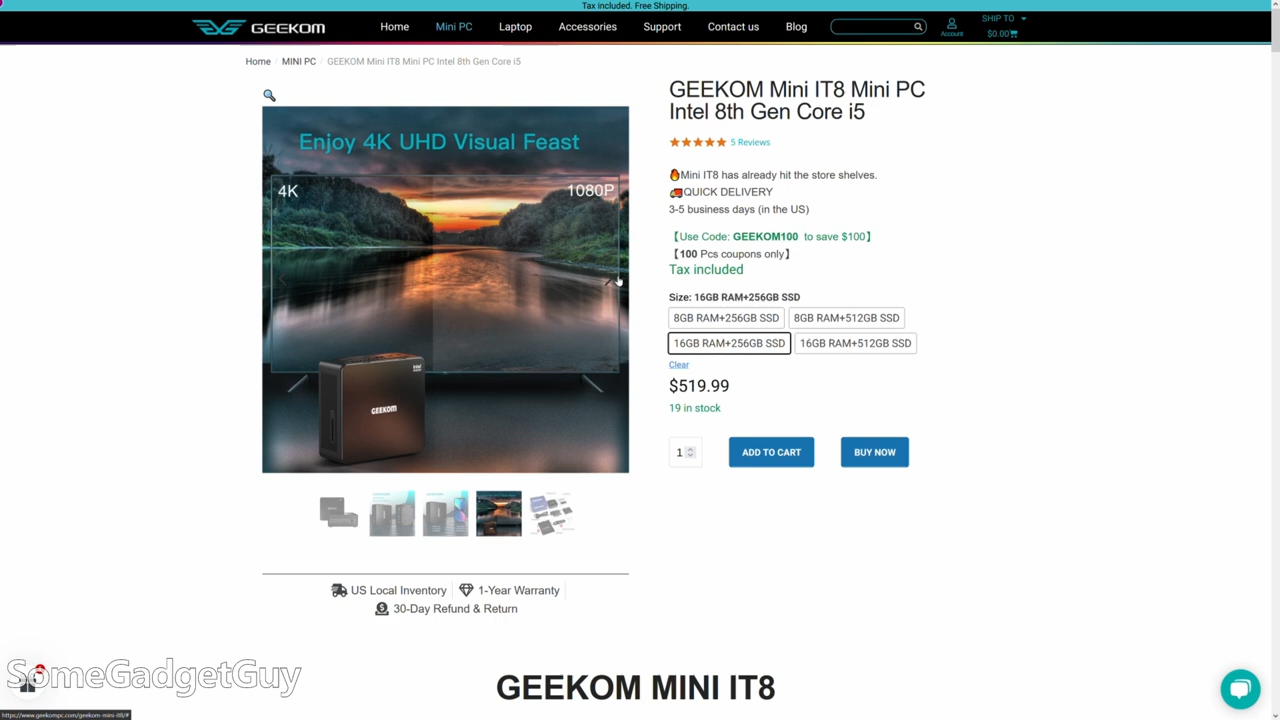 Tax included. Free Shipping.
GEEKOM
Home
Mini PC
Laptop
Accessories
Support
Contact us
Blog
Account
SHIP TO
$0.00
Home
MINI PC
GEEKOM Mini IT8 Mini PC Intel 8th Gen Core i5
Enjoy 4K UHD Visual Feast
4K
1080P
GEEKOM
GEEKOM Mini IT8 Mini PC
Intel 8th Gen Core i5
5 Reviews
🔥Mini IT8 has already hit the store shelves.
🚚QUICK DELIVERY
3-5 business days (in the US)
【Use Code: GEEKOM100 to save $100】
【100 Pcs coupons only】
Tax included
Size: 16GB RAM+256GB SSD
8GB RAM+256GB SSD
8GB RAM+512GB SSD
16GB RAM+256GB SSD
16GB RAM+512GB SSD
Clear
$519.99
19 in stock
1
ADD TO CART
BUY NOW
US Local Inventory
1-Year Warranty
30-Day Refund & Return
GEEKOM MINI IT8
SomeGadgetGuy
https://www.geekompc.com/geekom-mini-it8/#